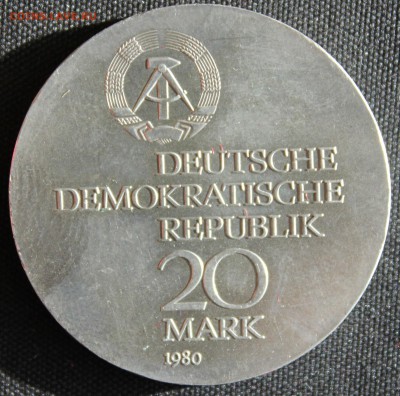 DEUTSCHE
DEMOKRATISCHE
REPUBLIK
20
MARK
1980